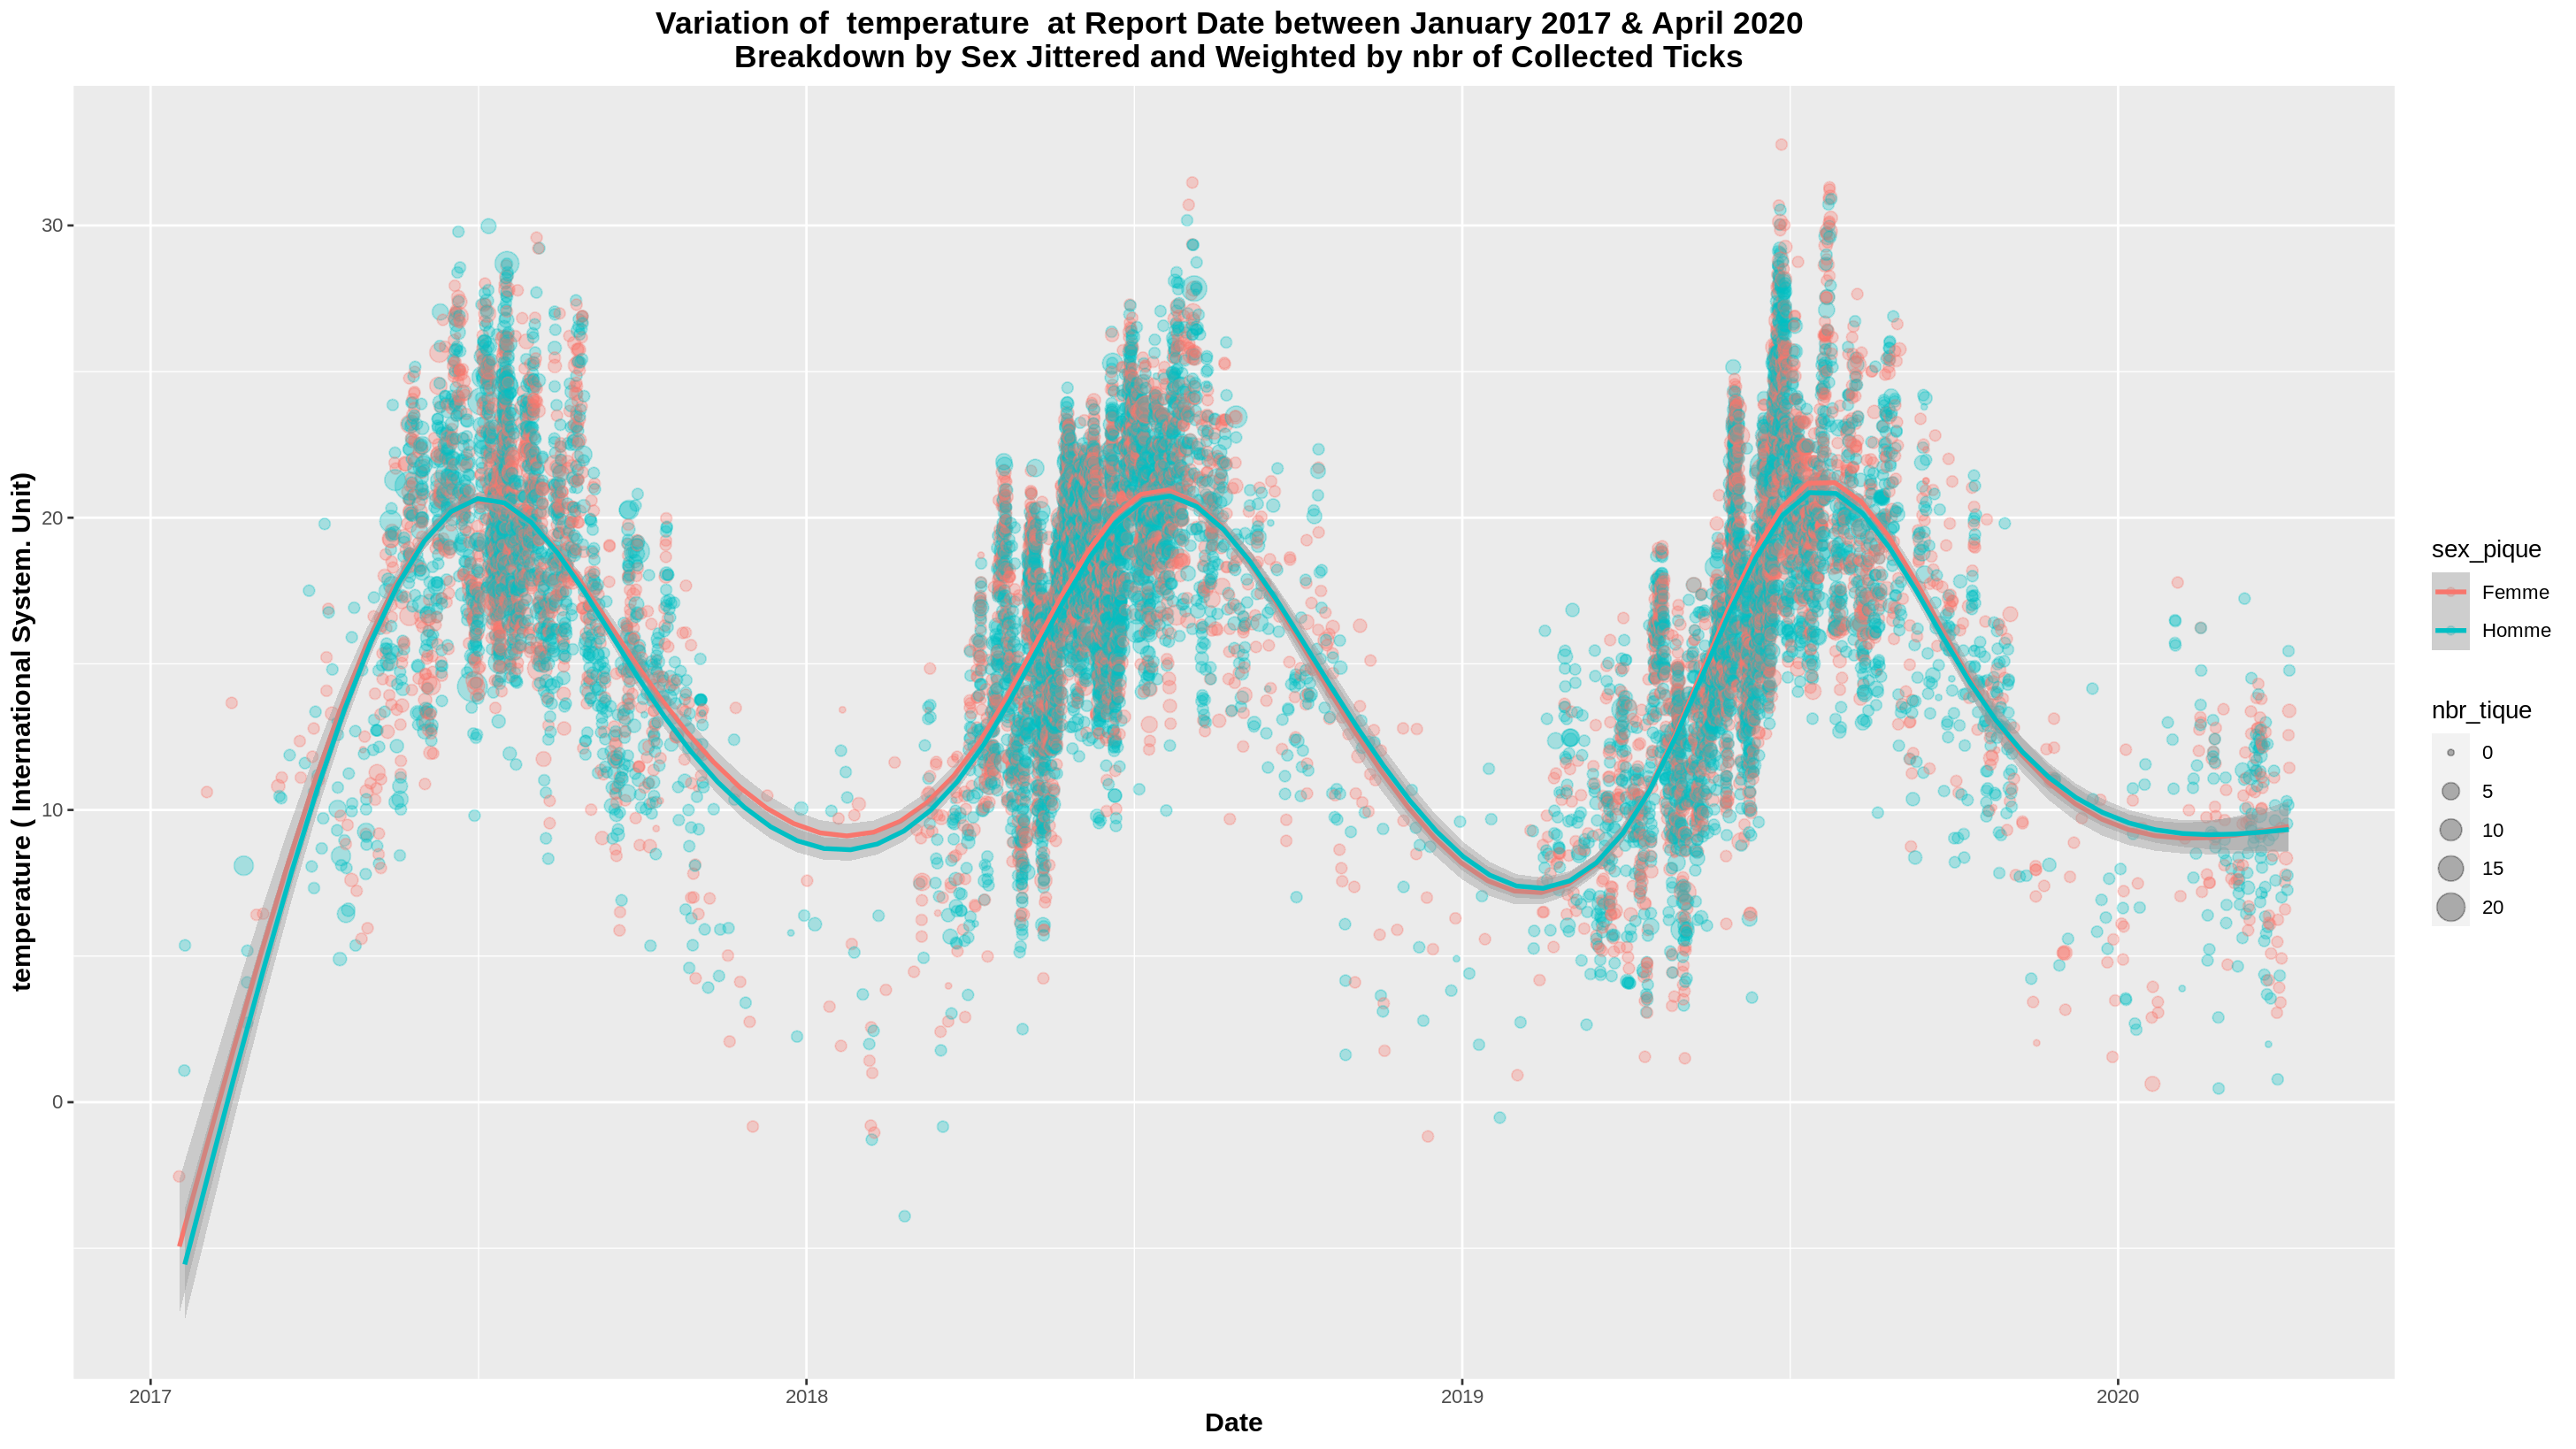 Variation of  temperature  at Report Date between January 2017 & April 2020
Breakdown by Sex Jittered and Weighted by nbr of Collected Ticks
temperature ( International System. Unit)
30
20
10
0
2017
2018
2019
2020
Date
sex_pique
Femme
Homme
nbr_tique
0
5
10
15
20